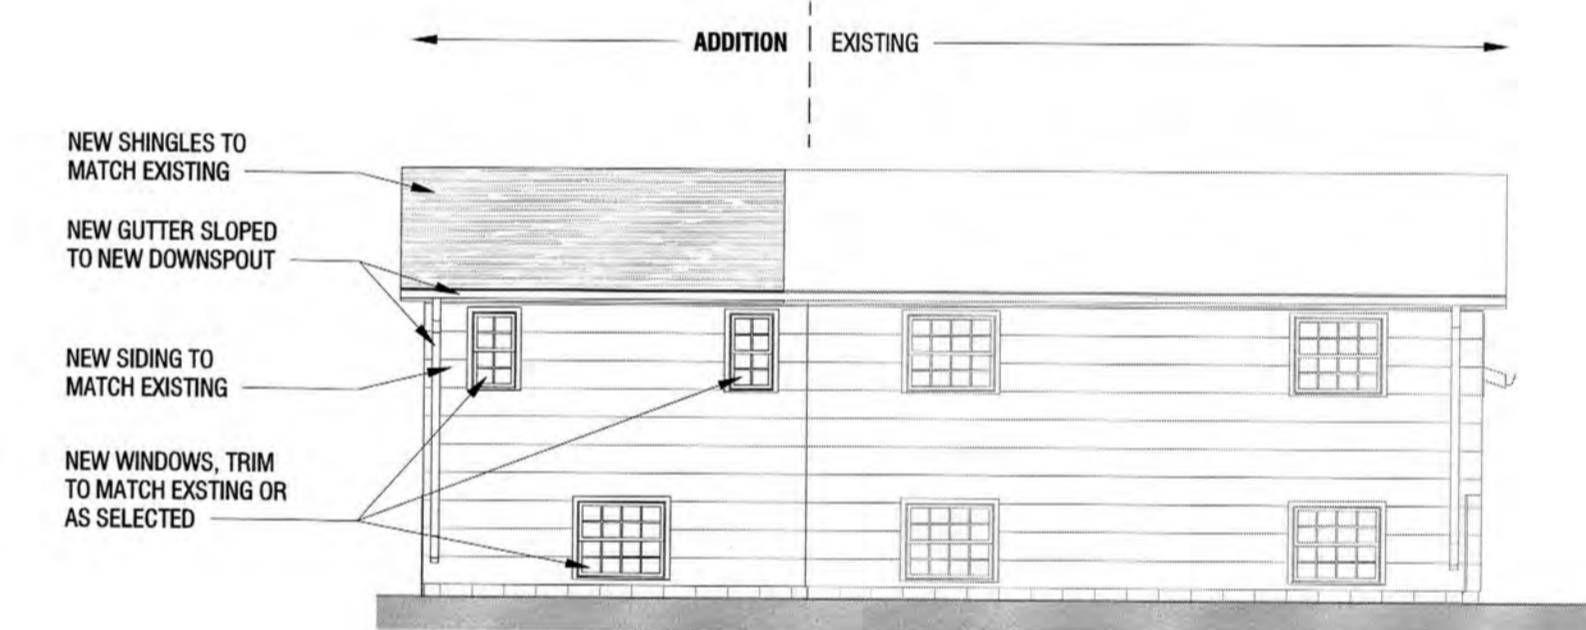 ADDITION EXISTING
NEW SHINGLES TO
MATCH EXISTING
NEW GUTTER SLOPED
TO NEW DOWNSPOUT
NEW SIDING TO
MATCH EXISTING
NEW WINDOWS, TRIM
TO MATCH EXSTING OR
AS SELECTED